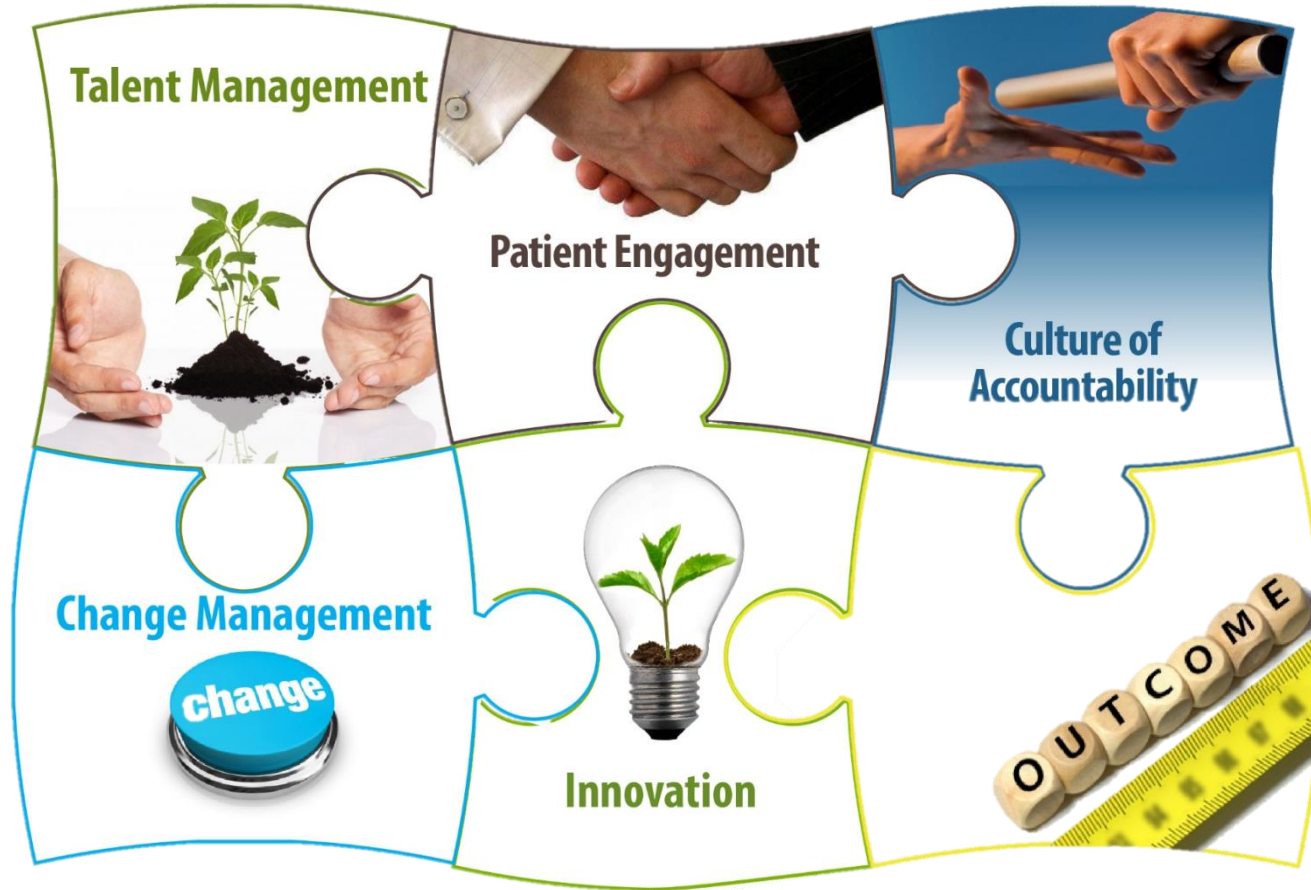 Talent Management
Patient Engagement
Culture of
Accountability
Change Management
change
Innovation
OUTCOME